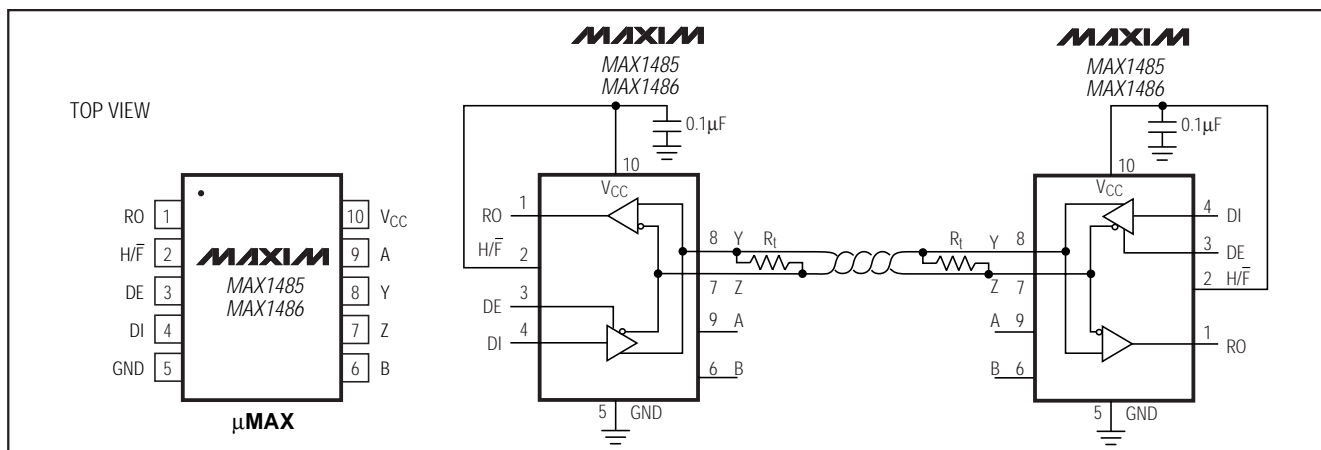 TOP VIEW
RO 1
H/F̅ 2
DE 3
DI 4
GND 5
MAXIM
MAX1485
MAX1486
10 VCC
9 A
8 Y
7 Z
6 B
µMAX
MAXIM
MAX1485
MAX1486
0.1µF
10
VCC
RO 1
H/F̅ 2
DE 3
DI 4
8 Y
7 Z
9 A
6 B
5 GND
Rt
Rt
MAXIM
MAX1485
MAX1486
0.1µF
10
VCC
Y 8
Z 7
A 9
B 6
4 DI
3 DE
2 H/F̅
1 RO
5 GND